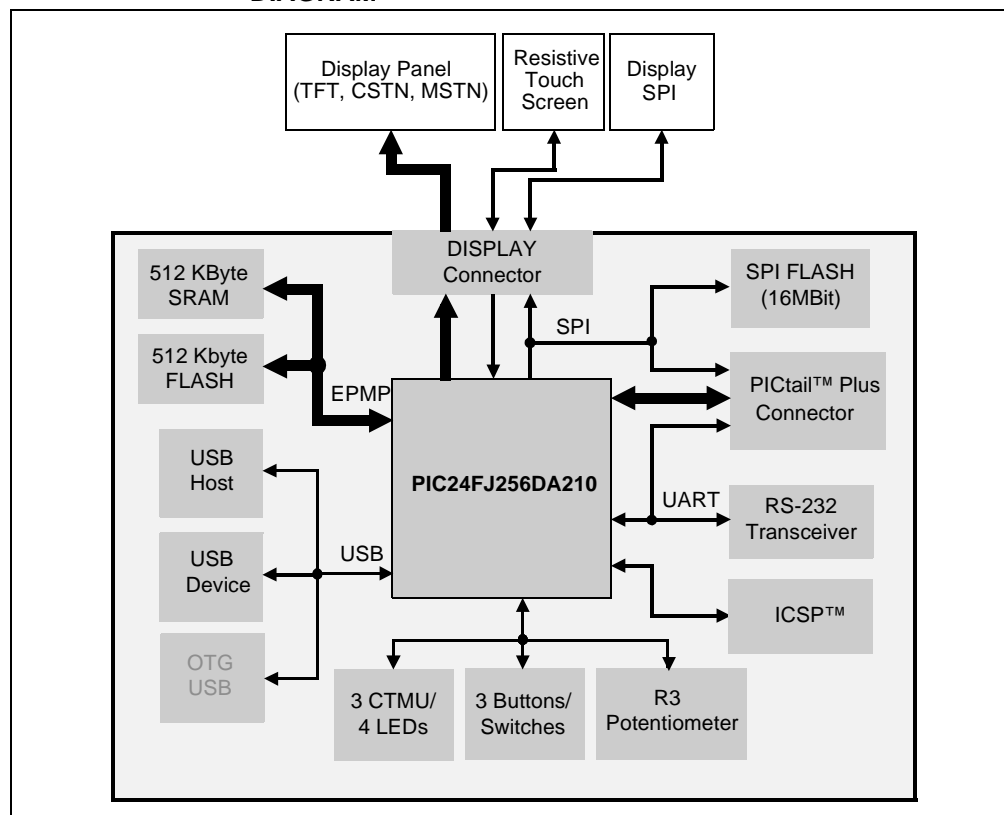 Display Panel
(TFT, CSTN, MSTN)
Resistive
Touch
Screen
Display
SPI
DISPLAY
Connector
512 KByte
SRAM
SPI FLASH
(16MBit)
SPI
512 Kbyte
FLASH
EPMP
PICtail™ Plus
Connector
USB
Host
PIC24FJ256DA210
UART
RS-232
Transceiver
USB
Device
USB
ICSP™
OTG
USB
3 CTMU/
4 LEDs
3 Buttons/
Switches
R3
Potentiometer